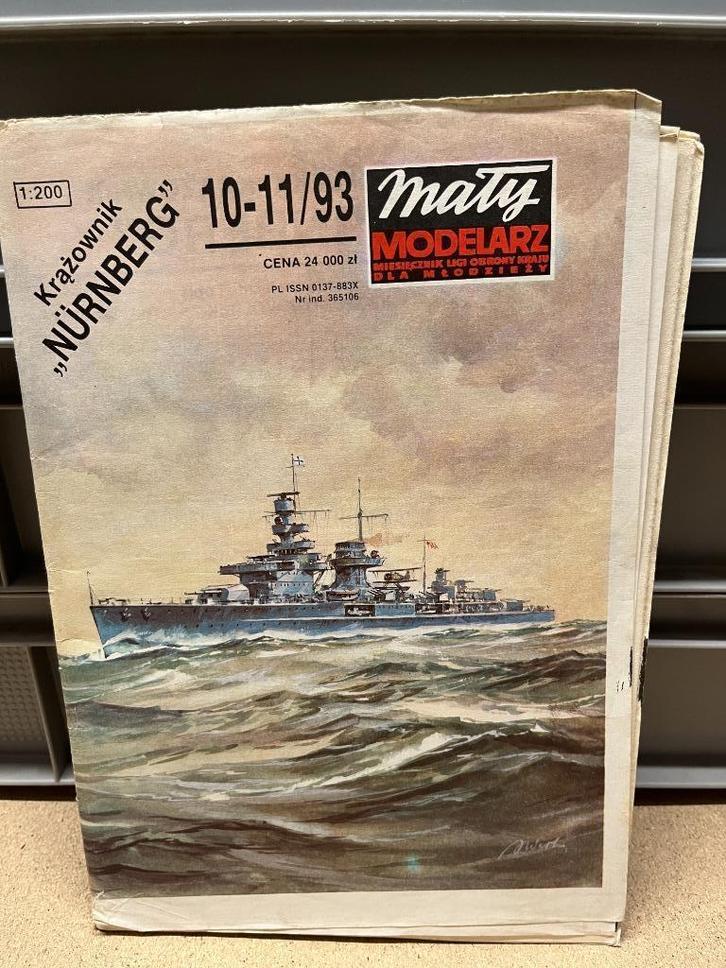 1:200
Krążownik
„NÜRNBERG”
10-11/93
CENA 24 000 zł
PL ISSN 0137-883X
Nr ind. 365106
mały
MODELARZ
MIESIĘCZNIK LIGI OBRONY KRAJU
DLA MŁODZIEŻY